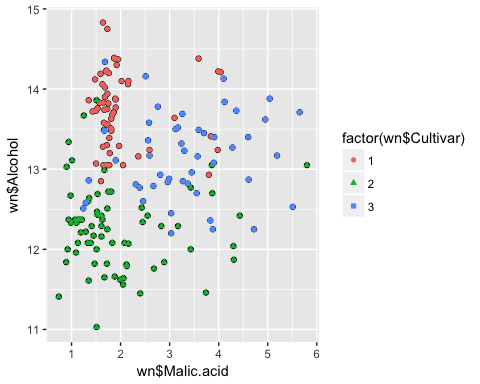 15
14
13
12
11
wn$Alcohol
1 2 3 4 5 6
wn$Malic.acid
factor(wn$Cultivar)
1
2
3